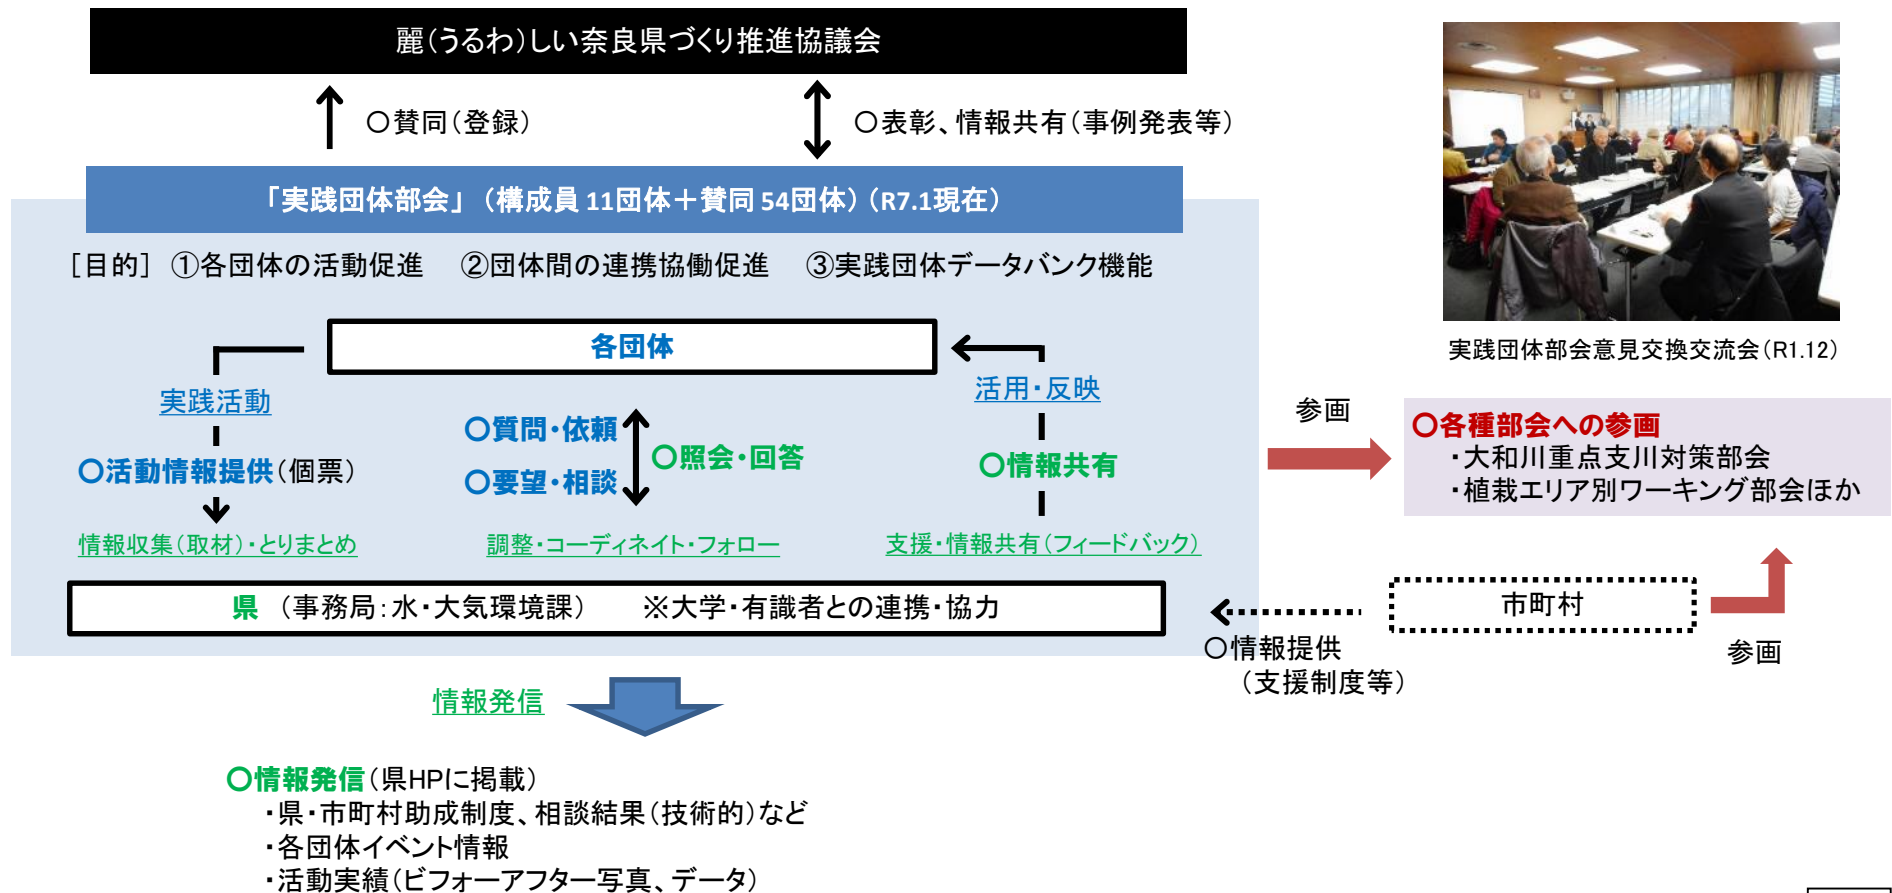 麗(うるわ)しい奈良県づくり推進協議会
○賛同(登録)
○表彰、情報共有(事例発表等)
「実践団体部会」(構成員 11団体＋賛同 54団体)(R7.1現在)
[目的] ①各団体の活動促進 ②団体間の連携協働促進 ③実践団体データバンク機能
各団体
実践活動
○活動情報提供(個票)
情報収集(取材)・とりまとめ
○質問・依頼
○要望・相談
○照会・回答
調整・コーディネイト・フォロー
活用・反映
○情報共有
支援・情報共有(フィードバック)
県 (事務局：水・大気環境課) ※大学・有識者との連携・協力
実践団体部会意見交換交流会(R1.12)
参画
○各種部会への参画
・大和川重点支川対策部会
・植栽エリア別ワーキング部会ほか
市町村
参画
○情報提供
(支援制度等)
情報発信
○情報発信(県HPに掲載)
・県・市町村助成制度、相談結果(技術的)など
・各団体イベント情報
・活動実績(ビフォーアフター写真、データ)